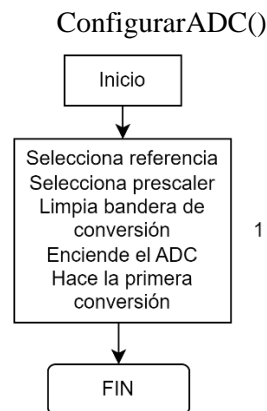 ConfigurarADC()
Inicio
Selecciona referencia
Selecciona prescaler
Limpia bandera de
conversión
Enciende el ADC
Hace la primera
conversión
1
FIN